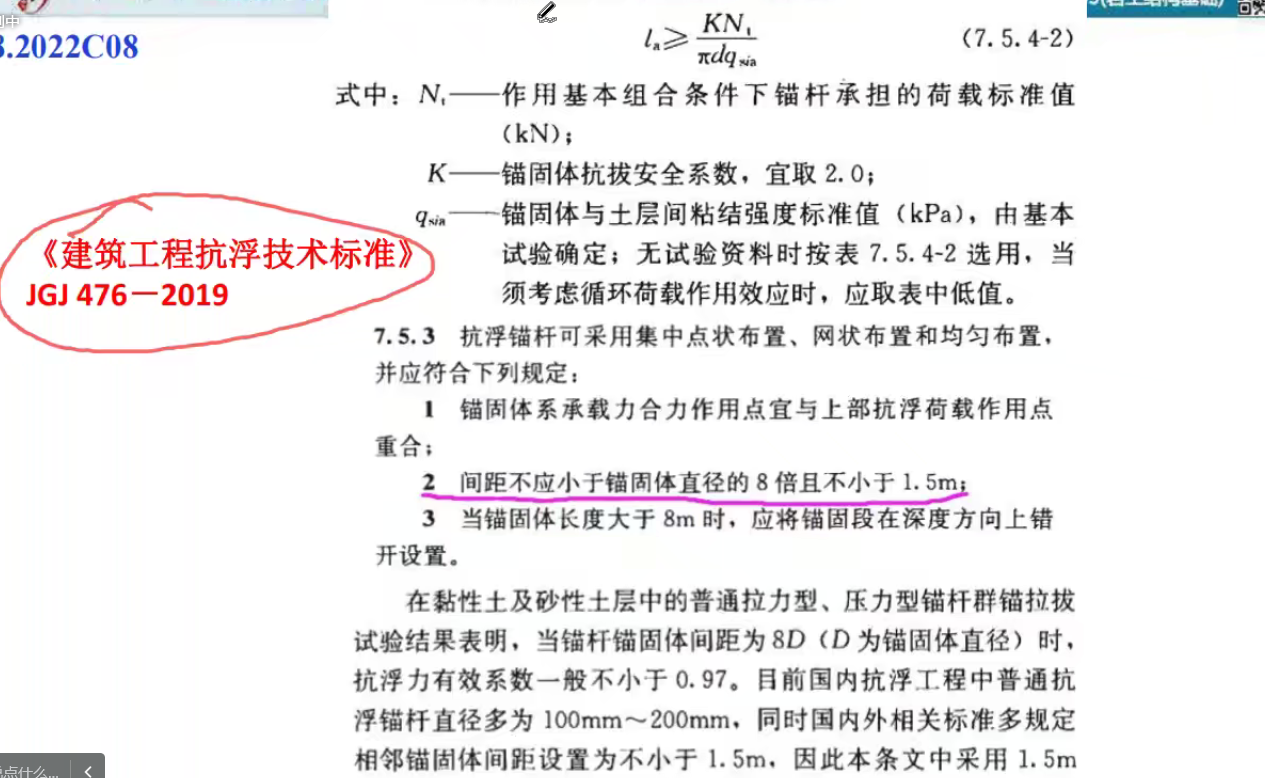 3(岩土结构基础)
3.2022C08
lₐ ≥ KNₜ / πdq_sia (7.5.4-2)
式中：Nₜ——作用基本组合条件下锚杆承担的荷载标准值
(kN)；
K——锚固体抗拔安全系数，宜取 2.0；
q_sia——锚固体与土层间粘结强度标准值（kPa），由基本
试验确定；无试验资料时按表 7.5.4-2 选用，当
须考虑循环荷载作用效应时，应取表中低值。
《建筑工程抗浮技术标准》
JGJ 476－2019
7.5.3 抗浮锚杆可采用集中点状布置、网状布置和均匀布置，
并应符合下列规定：
1 锚固体系承载力合力作用点宜与上部抗浮荷载作用点
重合；
2 间距不应小于锚固体直径的 8 倍且不小于 1.5m；
3 当锚固体长度大于 8m 时，应将锚固段在深度方向上错
开设置。
在黏性土及砂性土层中的普通拉力型、压力型锚杆群锚拉拔
试验结果表明，当锚杆锚固体间距为 8D（D 为锚固体直径）时，
抗浮力有效系数一般不小于 0.97。目前国内抗浮工程中普通抗
浮锚杆直径多为 100mm～200mm，同时国内外相关标准多规定
相邻锚固体间距设置为不小于 1.5m，因此本条文中采用 1.5m
说点什么...